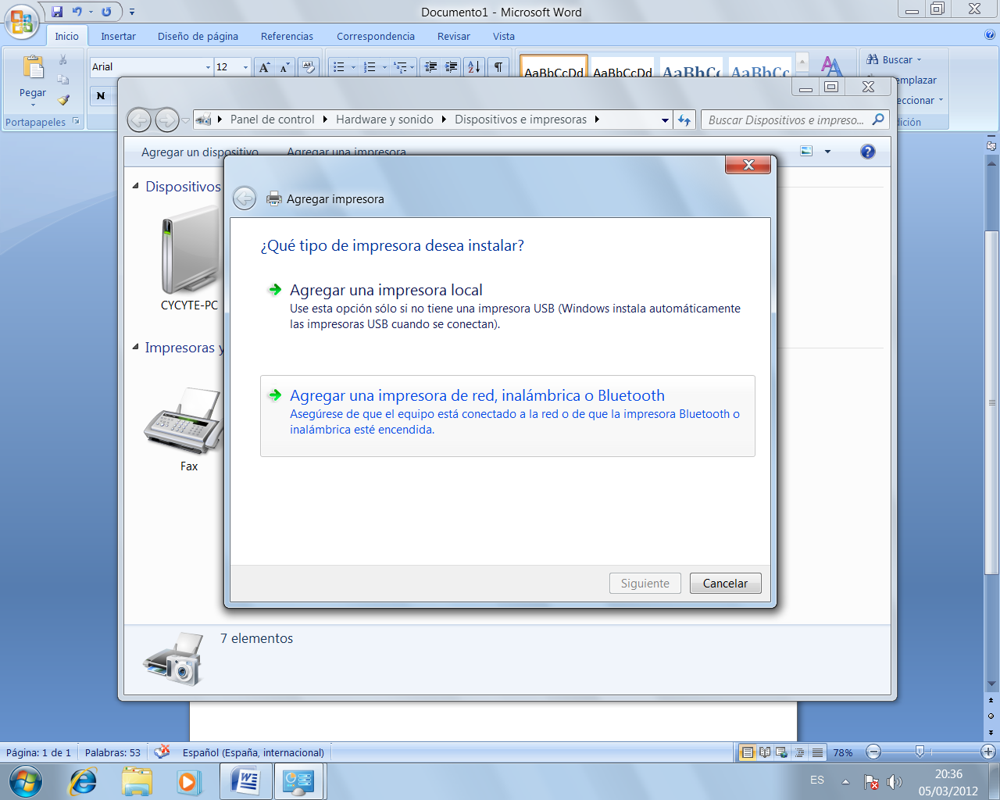 Documento1 - Microsoft Word
Inicio Insertar Diseño de página Referencias Correspondencia Revisar Vista
Pegar
Portapapeles
Arial 12
N
AaBbCcDd AaBbCcDd AaBbCc AaBbCc
Buscar
emplazar
eccionar
dición
Panel de control Hardware y sonido Dispositivos e impresoras
Buscar Dispositivos e impreso...
Agregar un dispositivo Agregar una impresora
Dispositivos
CYCYTE-PC
Impresoras y
Fax
Agregar impresora
¿Qué tipo de impresora desea instalar?
Agregar una impresora local
Use esta opción sólo si no tiene una impresora USB (Windows instala automáticamente
las impresoras USB cuando se conectan).
Agregar una impresora de red, inalámbrica o Bluetooth
Asegúrese de que el equipo está conectado a la red o de que la impresora Bluetooth o
inalámbrica esté encendida.
Siguiente Cancelar
7 elementos
Página: 1 de 1 Palabras: 53 Español (España, internacional) 78%
ES
20:36
05/03/2012